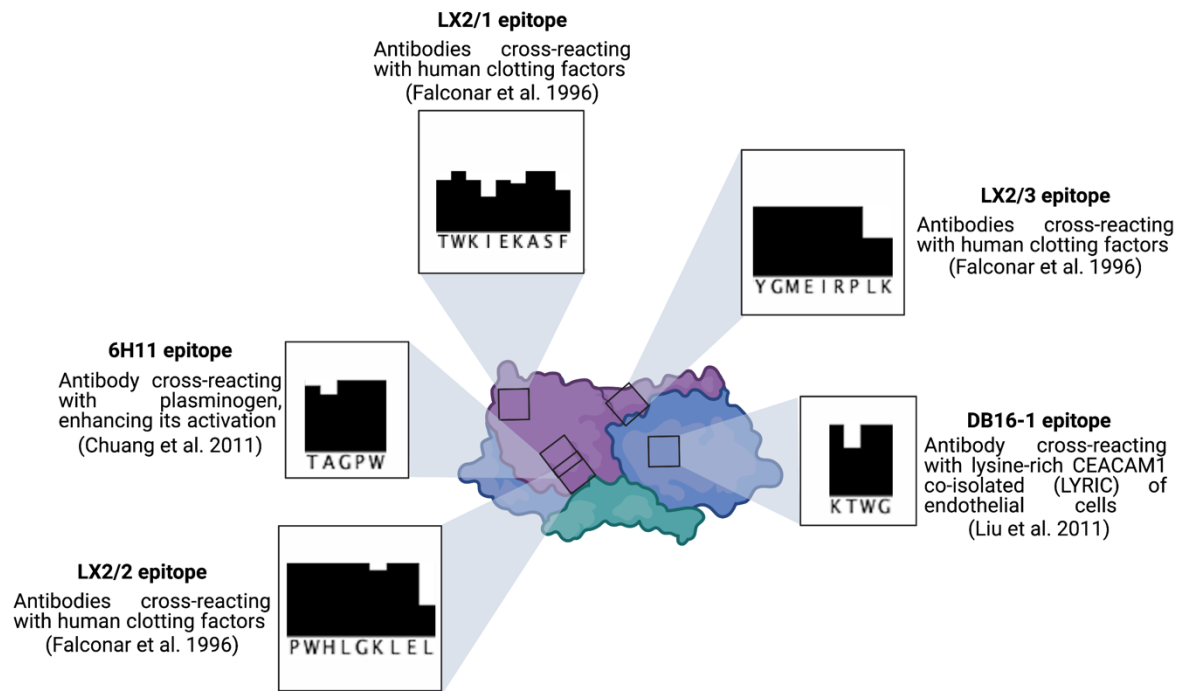 LX2/1 epitope
Antibodies cross-reacting
with human clotting factors
(Falconar et al. 1996)
TWKIEKASF
LX2/3 epitope
Antibodies cross-reacting
with human clotting factors
(Falconar et al. 1996)
YGMEIRPLK
6H11 epitope
Antibody cross-reacting
with plasminogen,
enhancing its activation
(Chuang et al. 2011)
TAGPW
DB16-1 epitope
Antibody cross-reacting
with lysine-rich CEACAM1
co-isolated (LYRIC) of
endothelial cells
(Liu et al. 2011)
KTWG
LX2/2 epitope
Antibodies cross-reacting
with human clotting factors
(Falconar et al. 1996)
PWHLGKLEL